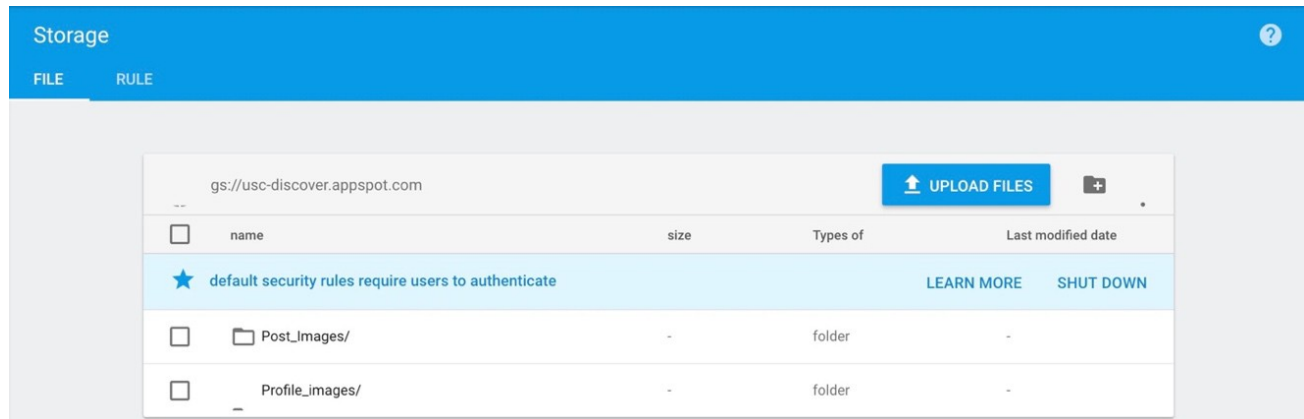 Storage
FILE RULE
gs://usc-discover.appspot.com UPLOAD FILES
name size Types of Last modified date
default security rules require users to authenticate LEARN MORE SHUT DOWN
Post_Images/ - folder -
Profile_images/ - folder -